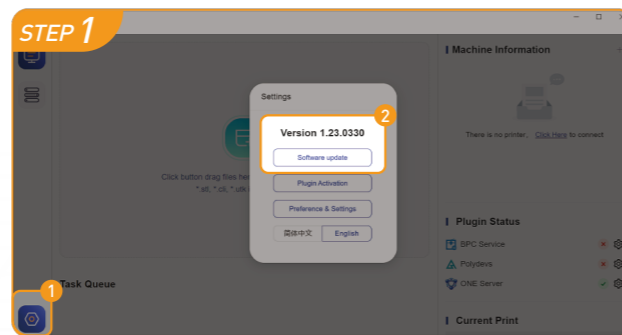 STEP 1
Machine Information
Settings
2
Version 1.23.0330
Software update
There is no printer, Click Here to connect
Click button drag files her
*.stl, *.cli, *.utk
Plugin Activation
Preference & Settings
简体中文 English
Plugin Status
BPC Service
Polydevs
ONE Server
1
Task Queue
Current Print